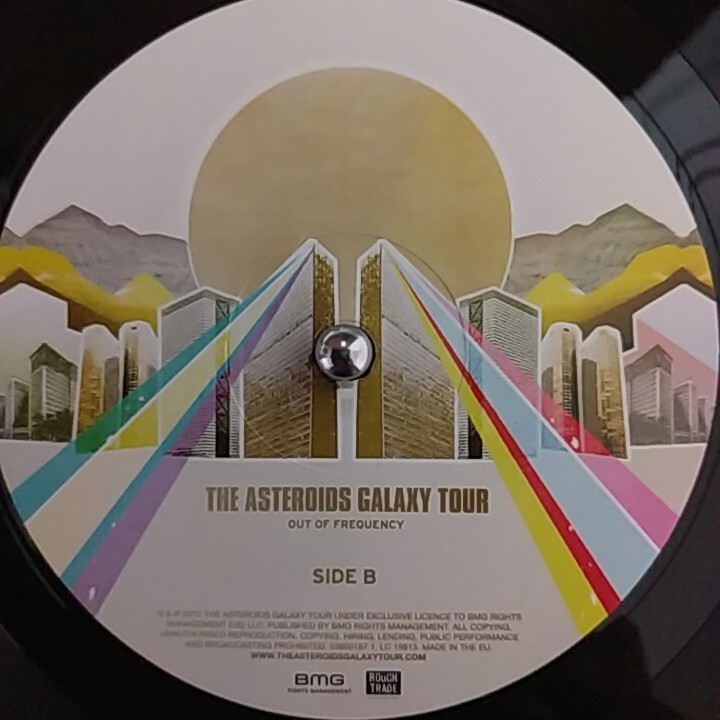 THE ASTEROIDS GALAXY TOUR
OUT OF FREQUENCY
SIDE B
© & ℗ 2012 THE ASTEROIDS GALAXY TOUR UNDER EXCLUSIVE LICENCE TO BMG RIGHTS
MANAGEMENT (US) LLC. PUBLISHED BY BMG RIGHTS MANAGEMENT. ALL COPYING,
UNAUTHORISED REPRODUCTION, COPYING, HIRING, LENDING, PUBLIC PERFORMANCE
AND BROADCASTING PROHIBITED. LC 19813. MADE IN THE EU.
WWW.THEASTEROIDSGALAXYTOUR.COM
BMG
RIGHTS MANAGEMENT
ROUGH
TRADE